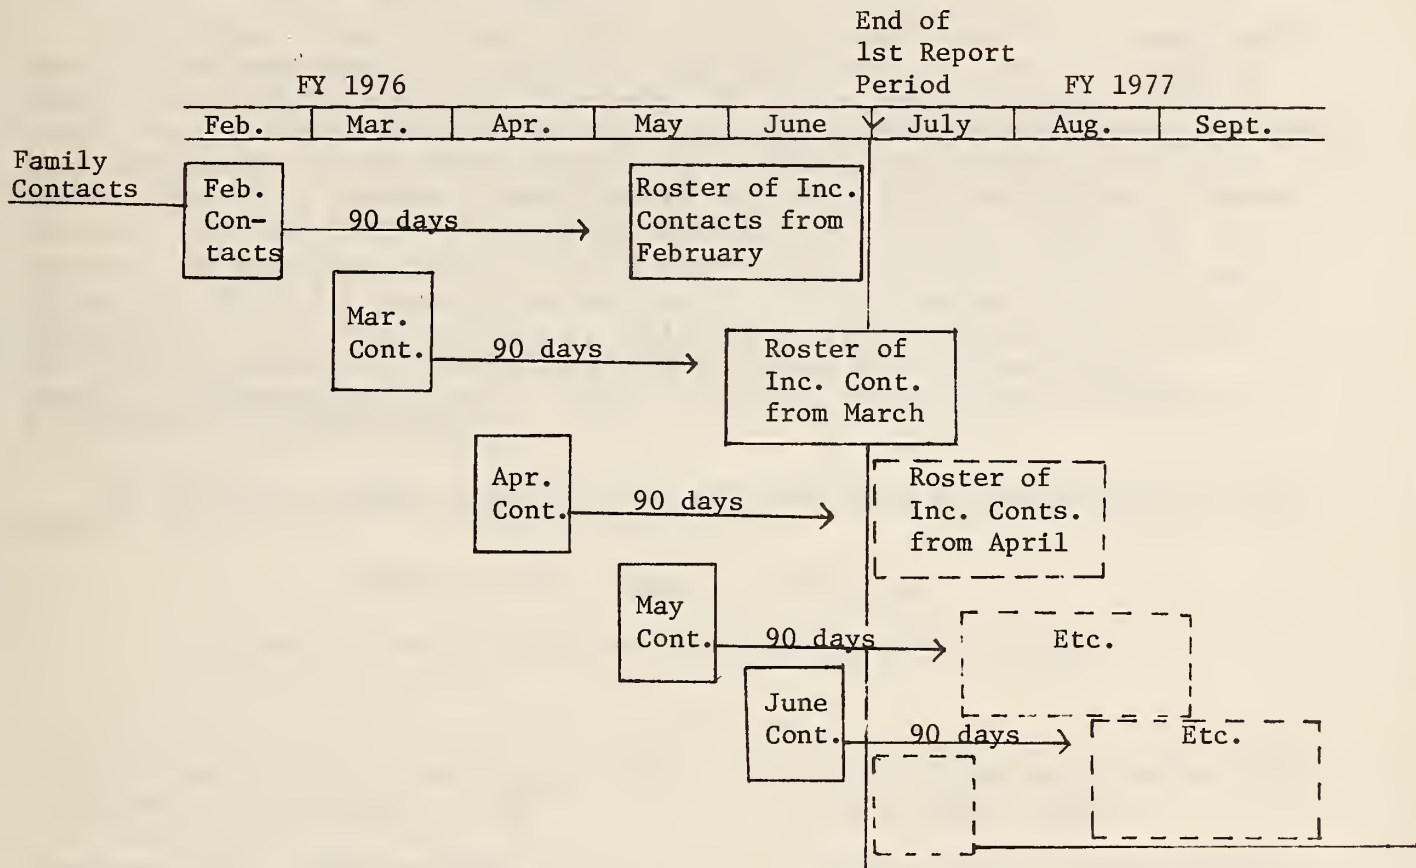 End of
1st Report
FY 1976 Period FY 1977
Feb. Mar. Apr. May June July Aug. Sept.
Family
Contacts
Feb.
Con-
tacts
90 days
Roster of Inc.
Contacts from
February
Mar.
Cont.
90 days
Roster of
Inc. Cont.
from March
Apr.
Cont.
90 days
Roster of
Inc. Conts.
from April
May
Cont.
90 days
Etc.
June
Cont.
90 days
Etc.